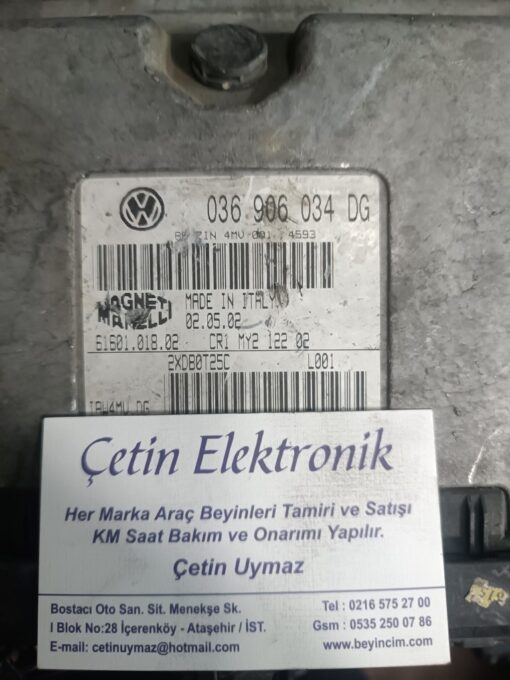 036 906 034 DG
MAGNETI
MADE IN ITALY
MARELLI
02.05.02
61601.018.02 CR1 MY2 122 02
2XDB0T25C L001
IAW4MV DG
Çetin Elektronik
Her Marka Araç Beyinleri Tamiri ve Satışı
KM Saat Bakım ve Onarımı Yapılır.
Çetin Uymaz
Bostacı Oto San. Sit. Menekşe Sk.
I Blok No:28 İçerenköy - Ataşehir / İST.
E-mail: cetinuymaz@hotmail.com
Tel : 0216 575 27 00
Gsm : 0535 250 07 86
www.beyincim.com